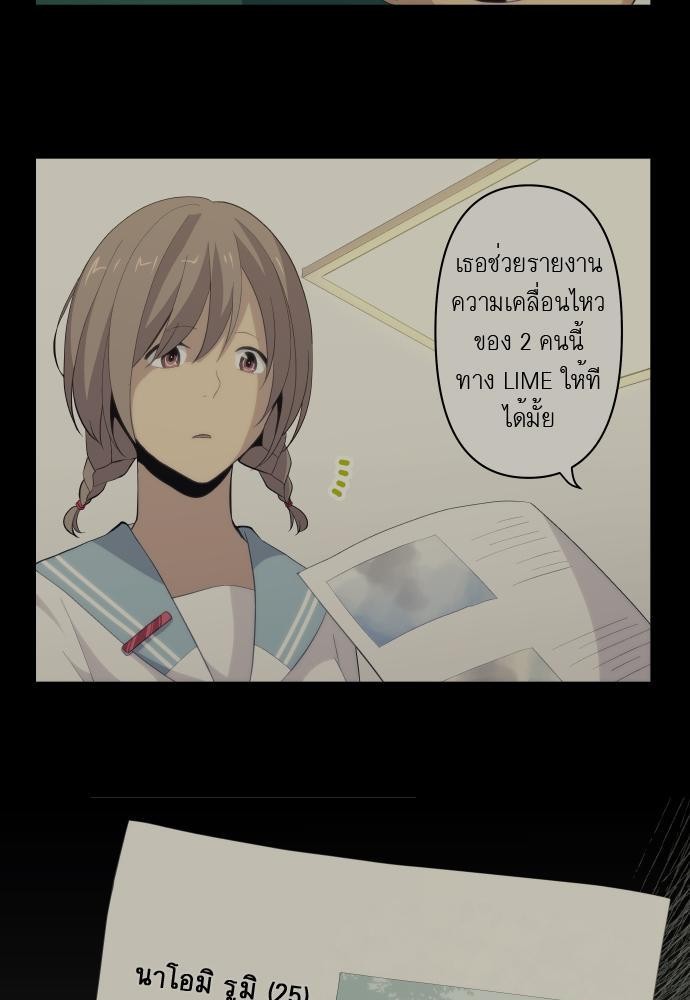 เธอช่วยรายงาน
ความเคลื่อนไหว
ของ 2 คนนี้
ทาง LIME ให้ที
ได้มั้ย
นาโอมิ รูมิ (25)